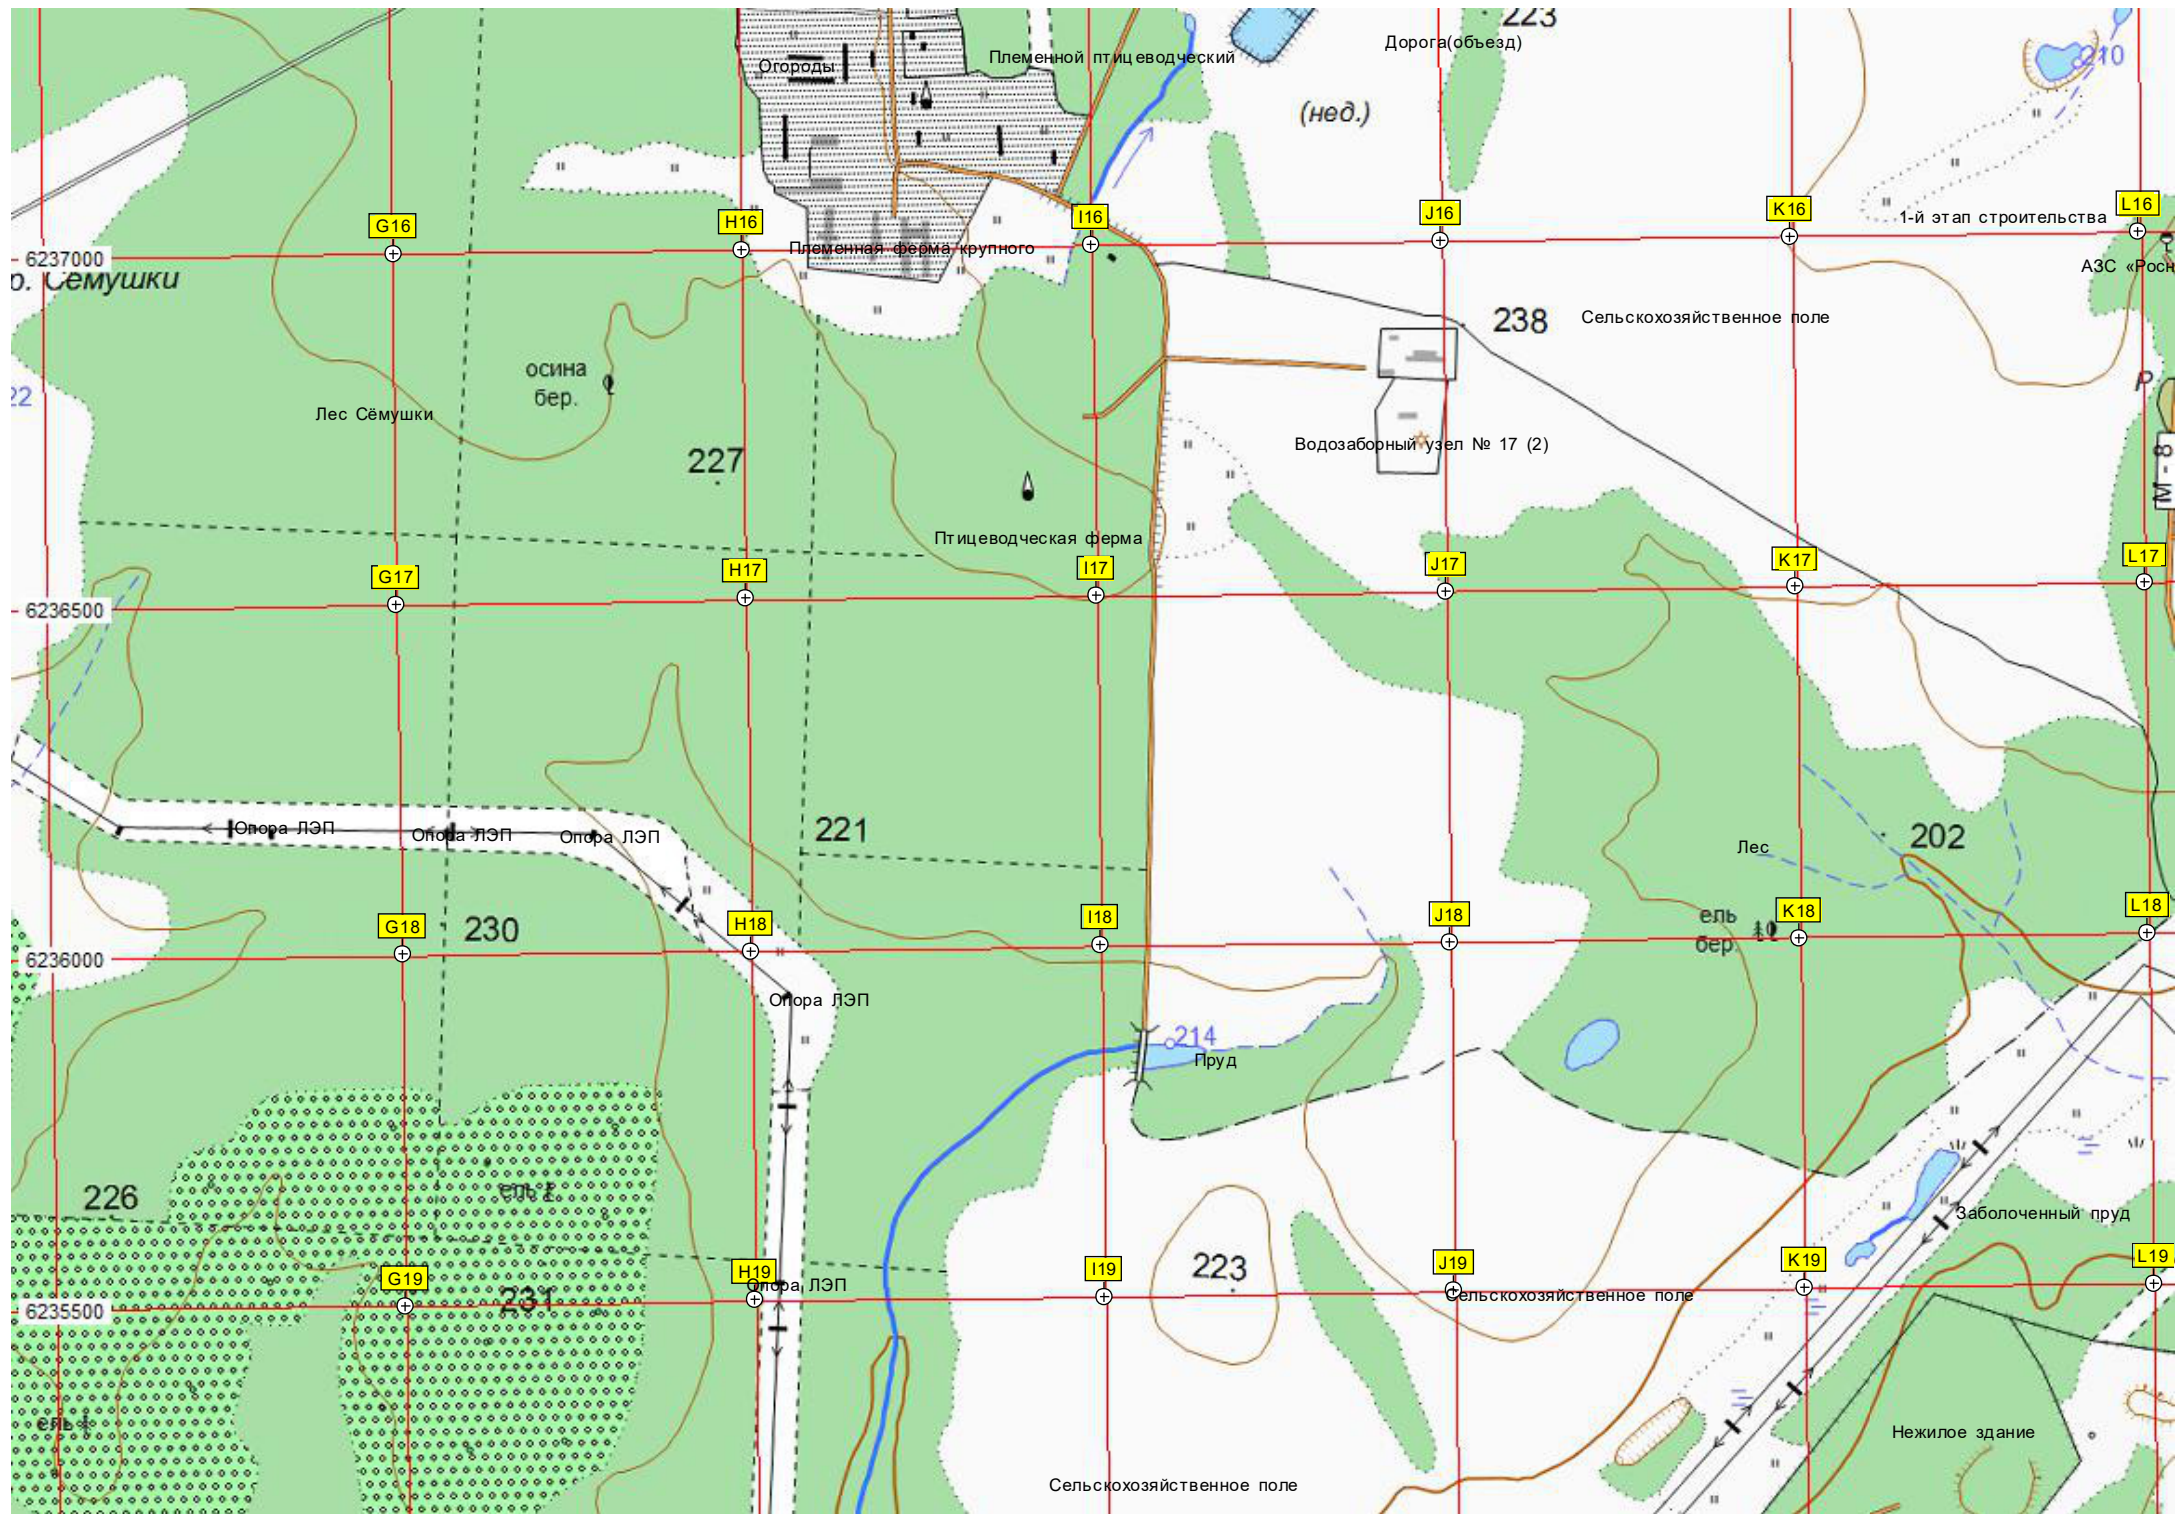 223
Дорога(объезд)
Племенной птицеводческий
Огороды
210
(нед.)
L16
K16
J16
I16
H16
G16
1-й этап строительства
Племенная ферма крупного
6237000
р. Сёмушки
АЗС «Росн
238
Сельскохозяйственное поле
осина
бер.
Р
22
Лес Сёмушки
Водозаборный узел № 17 (2)
227
М - 8
Птицеводческая ферма
G17
H17
I17
J17
K17
L17
6236500
Опора ЛЭП
Опора ЛЭП
Опора ЛЭП
221
202
Лес
G18
230
H18
I18
J18
ель
бер.
K18
L18
6236000
Опора ЛЭП
214
Пруд
226
ель
Заболоченный пруд
G19
H19
I19
223
J19
K19
L19
Опора ЛЭП
231
Сельскохозяйственное поле
6235500
ель
Нежилое здание
Сельскохозяйственное поле